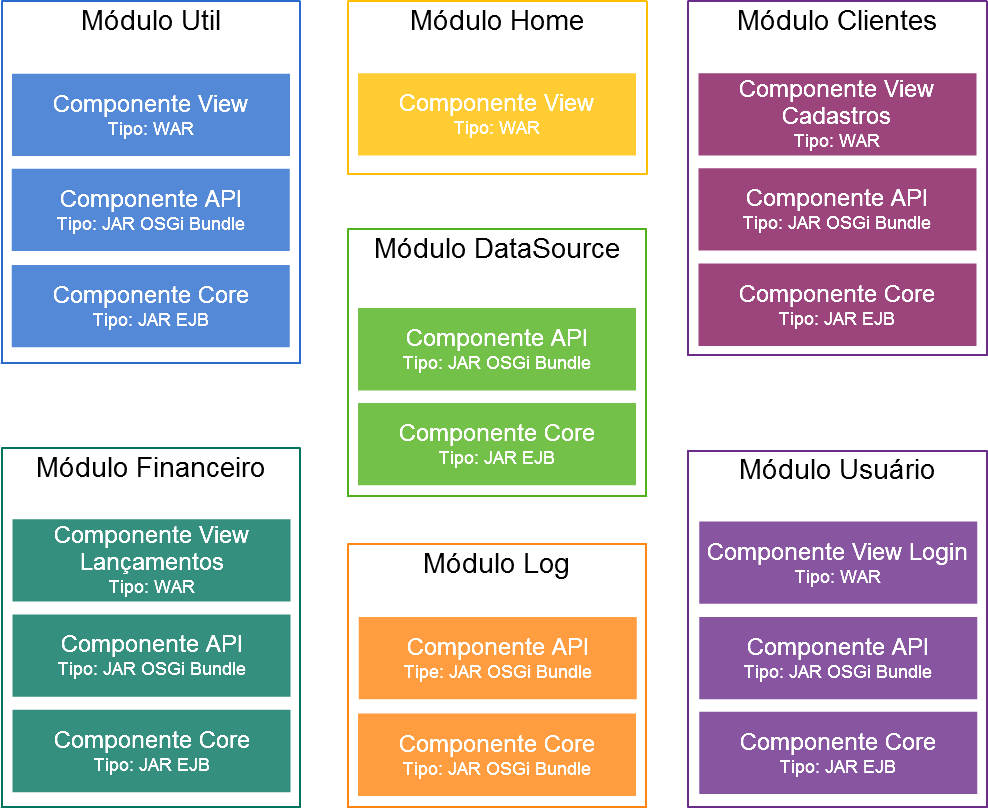 Módulo Util
Componente View
Tipo: WAR
Componente API
Tipo: JAR OSGi Bundle
Componente Core
Tipo: JAR EJB
Módulo Home
Componente View
Tipo: WAR
Módulo Clientes
Componente View
Cadastros
Tipo: WAR
Componente API
Tipo: JAR OSGi Bundle
Componente Core
Tipo: JAR EJB
Módulo DataSource
Componente API
Tipo: JAR OSGi Bundle
Componente Core
Tipo: JAR EJB
Módulo Financeiro
Componente View
Lançamentos
Tipo: WAR
Componente API
Tipo: JAR OSGi Bundle
Componente Core
Tipo: JAR EJB
Módulo Log
Componente API
Tipe: JAR OSGi Bundle
Componente Core
Tipo: JAR OSGi Bundle
Módulo Usuário
Componente View Login
Tipo: WAR
Componente API
Tipo: JAR OSGi Bundle
Componente Core
Tipo: JAR EJB